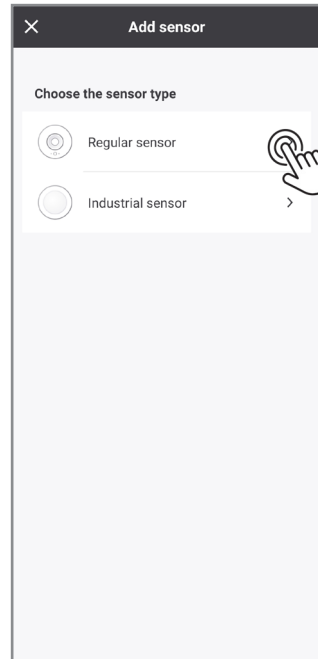 Add sensor
Choose the sensor type
Regular sensor
Industrial sensor